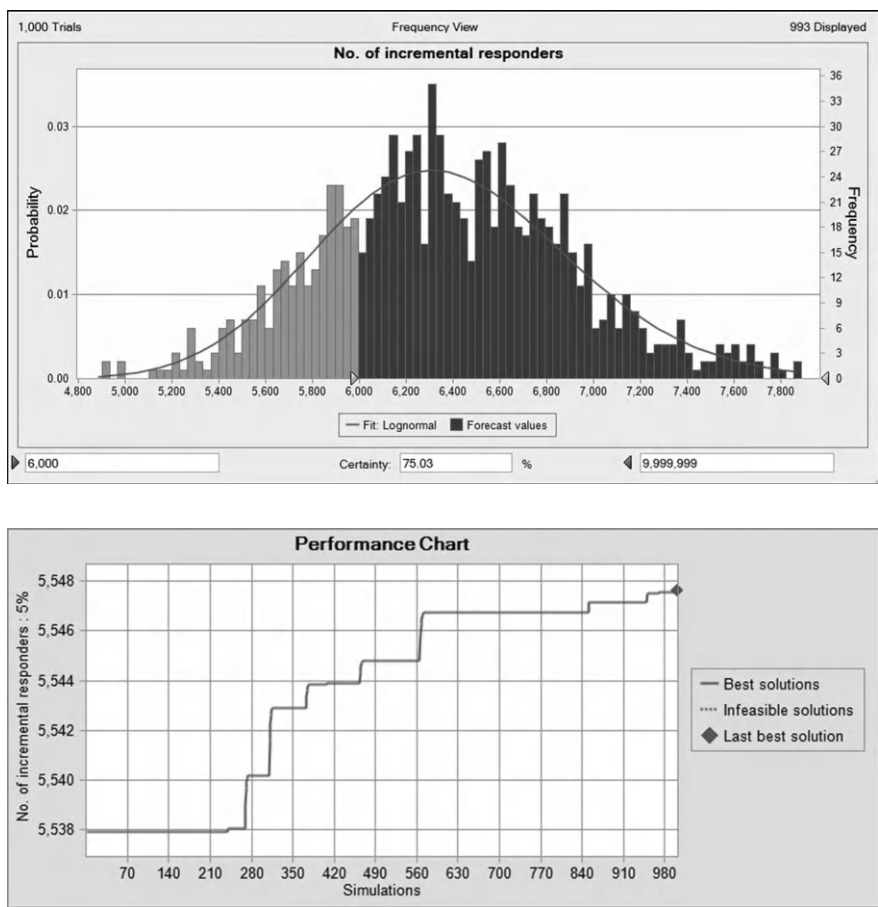 1,000 Trials Frequency View 993 Displayed
No. of incremental responders
Probability
0.03
0.02
0.01
0.00
36
33
30
27
24
21
18
15
12
9
6
3
0
Frequency
4,800 5,000 5,200 5,400 5,600 5,800 6,000 6,200 6,400 6,600 6,800 7,000 7,200 7,400 7,600 7,800
Fit: Lognormal Forecast values
6,000 Certainty: 75.03 % 9,999,999
Performance Chart
No. of incremental responders : 5%
5,548
5,546
5,544
5,542
5,540
5,538
70 140 210 280 350 420 490 560 630 700 770 840 910 980
Simulations
Best solutions
Infeasible solutions
Last best solution